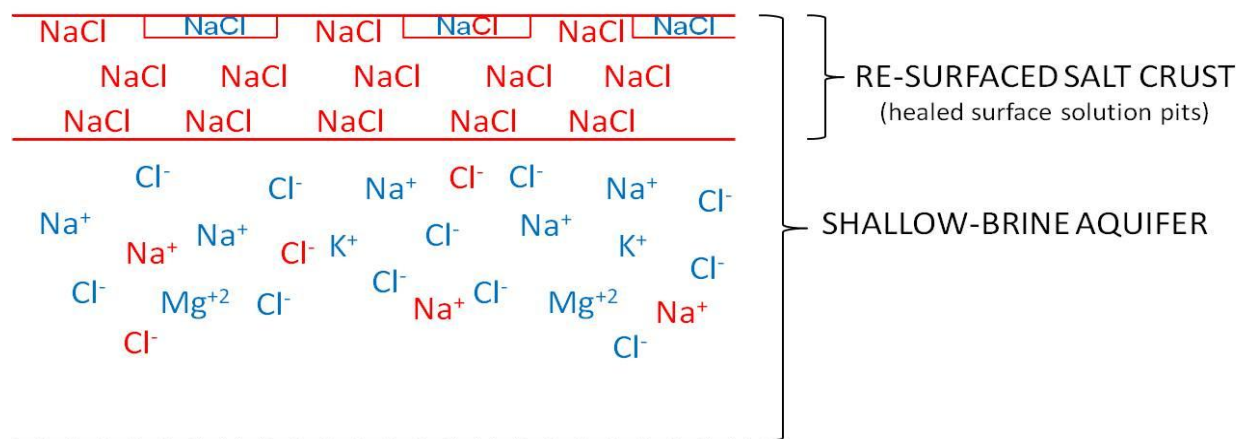 NaCl NaCl NaCl NaCl NaCl NaCl
NaCl NaCl NaCl NaCl NaCl
NaCl NaCl NaCl NaCl NaCl
RE-SURFACED SALT CRUST
(healed surface solution pits)
Cl⁻ Cl⁻ Na⁺ Cl⁻ Cl⁻ Na⁺ Cl⁻
Na⁺ Na⁺ Cl⁻ Na⁺
Na⁺ Cl⁻ K⁺ K⁺ Cl⁻
Cl⁻ Mg⁺² Cl⁻ Cl⁻ Na⁺ Cl⁻ Mg⁺² Na⁺
Cl⁻ Cl⁻
SHALLOW-BRINE AQUIFER